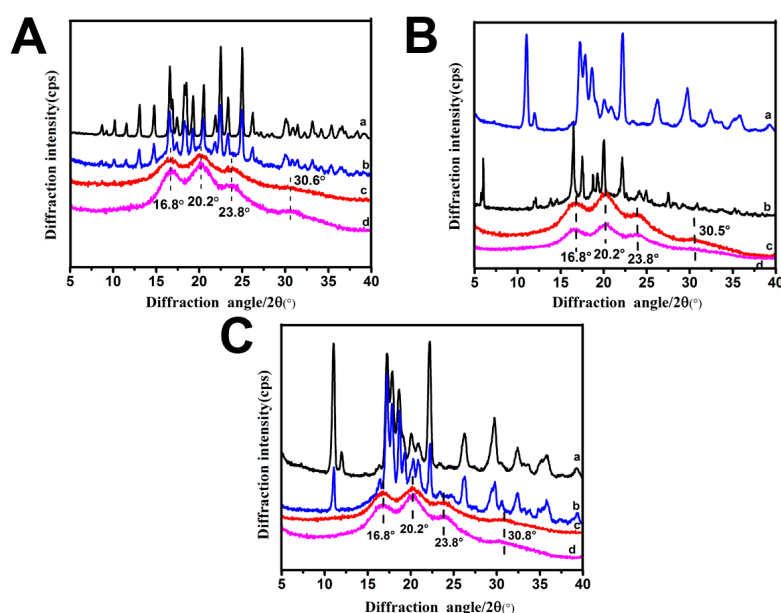 A
Diffraction intensity(cps)
a
b
c
d
16.8°
20.2°
23.8°
30.6°
5
10
15
20
25
30
35
40
Diffraction angle/2θ(°)
B
Diffraction intensity(cps)
a
b
c
d
16.8°
20.2°
23.8°
30.5°
5
10
15
20
25
30
35
40
Diffraction angle/2θ(°)
C
Diffraction intensity(cps)
a
b
c
d
16.8°
20.2°
23.8°
30.8°
5
10
15
20
25
30
35
40
Diffraction angle/2θ(°)